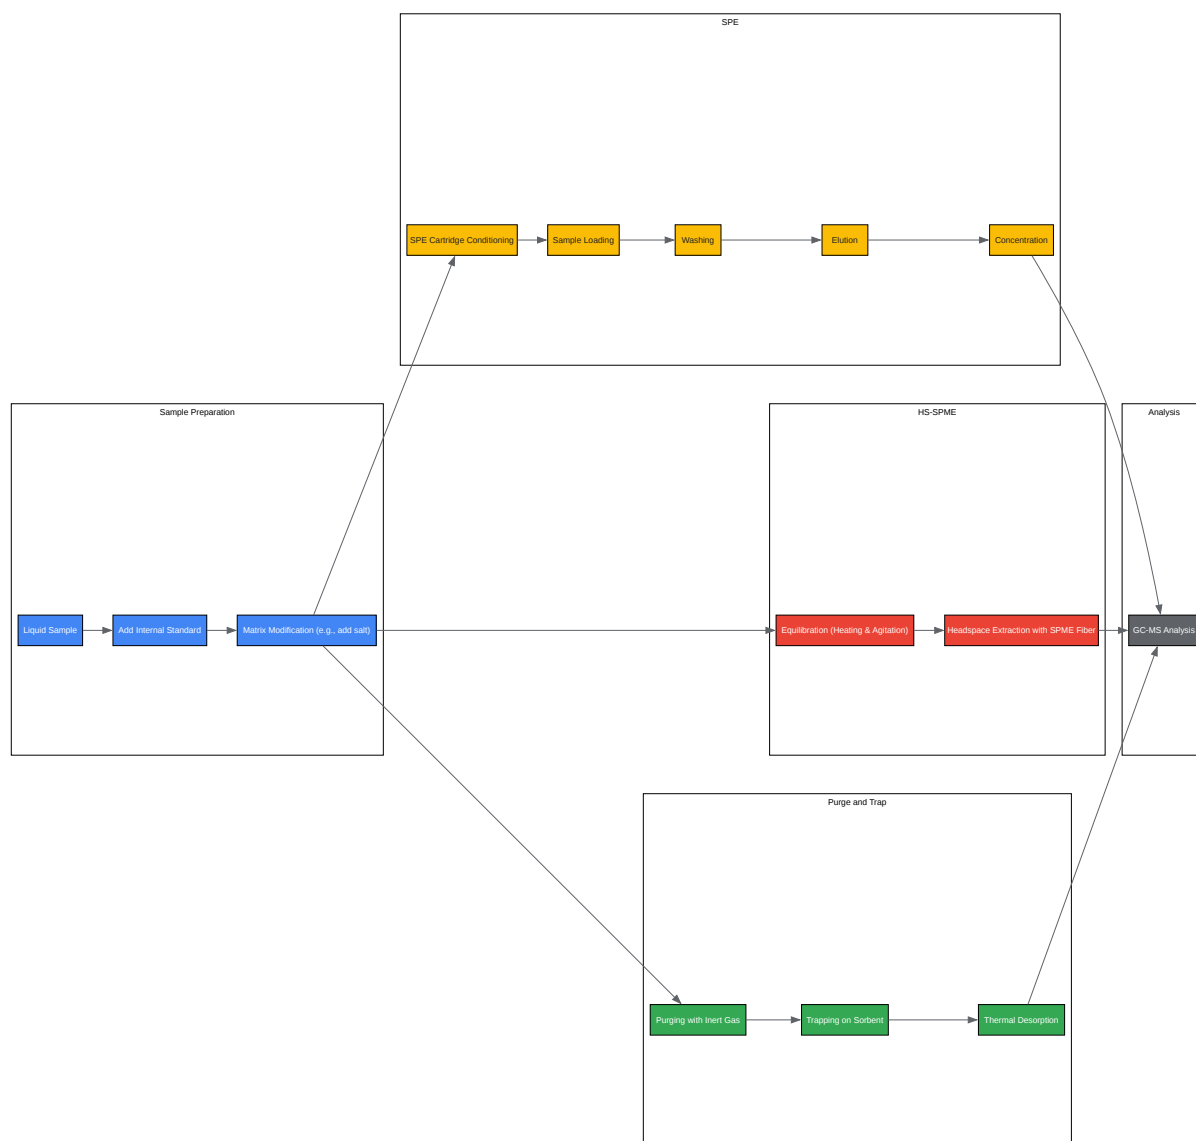 SPE
SPE Cartridge Conditioning
Sample Loading
Washing
Elution
Concentration
Sample Preparation
Liquid Sample
Add Internal Standard
Matrix Modification (e.g., add salt)
HS-SPME
Equilibration (Heating & Agitation)
Headspace Extraction with SPME Fiber
Analysis
GC-MS Analysis
Purge and Trap
Purging with Inert Gas
Trapping on Sorbent
Thermal Desorption